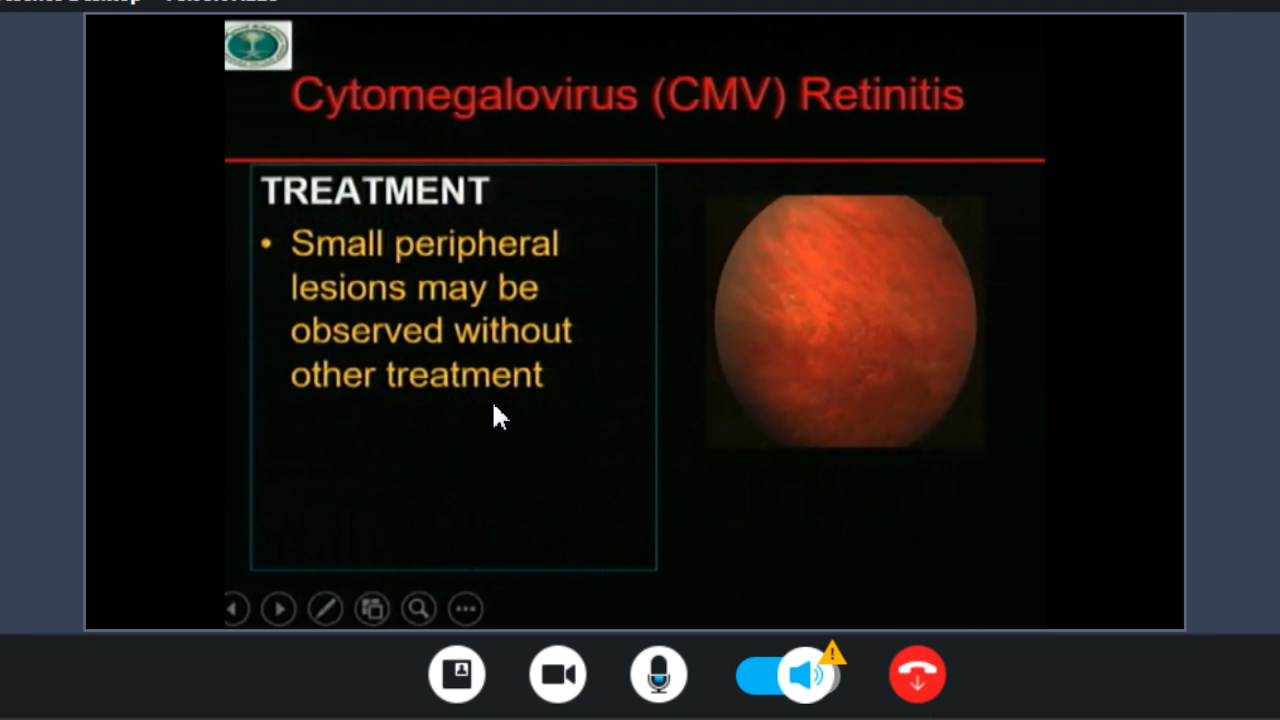 Cytomegalovirus (CMV) Retinitis
TREATMENT
• Small peripheral
lesions may be
observed without
other treatment